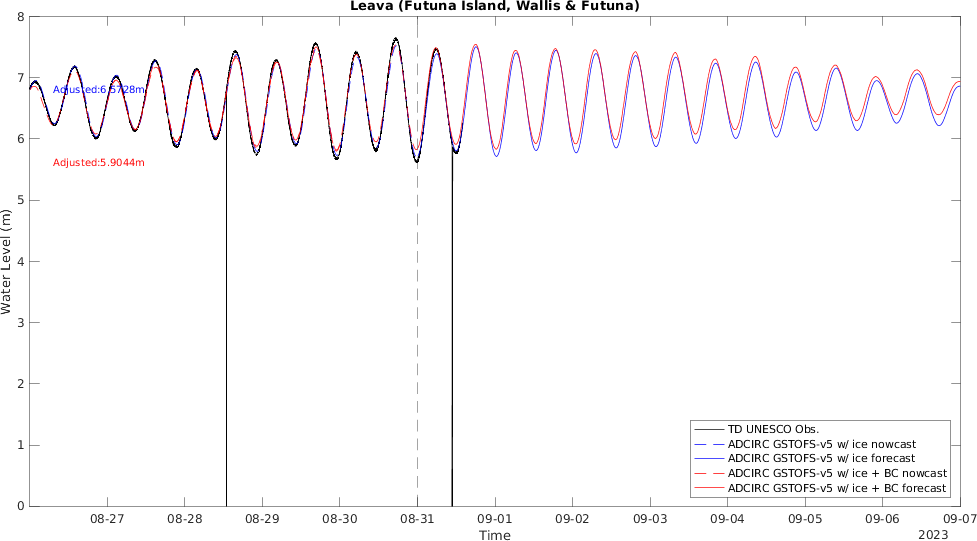 Leava (Futuna Island, Wallis & Futuna)
8
7
6
5
4
3
2
1
0
Water Level (m)
Adjusted:6.5728m
Adjusted:5.9044m
TD UNESCO Obs.
ADCIRC GSTOFS-v5 w/ ice nowcast
ADCIRC GSTOFS-v5 w/ ice forecast
ADCIRC GSTOFS-v5 w/ ice + BC nowcast
ADCIRC GSTOFS-v5 w/ ice + BC forecast
08-27 08-28 08-29 08-30 08-31 09-01 09-02 09-03 09-04 09-05 09-06 09-07
Time
2023